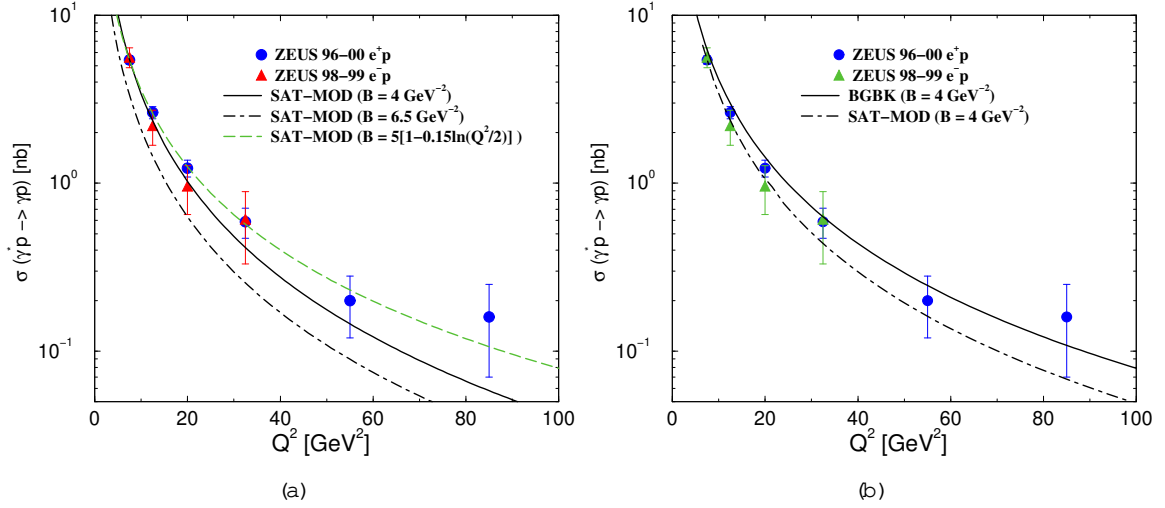 10¹
10⁰
10⁻¹
σ (γ*p −> γp) [nb]
ZEUS 96−00 e⁺p
ZEUS 98−99 e⁻p
SAT−MOD (B = 4 GeV⁻²)
SAT−MOD (B = 6.5 GeV⁻²)
SAT−MOD (B = 5[1−0.15ln(Q²/2)] )
0 20 40 60 80 100
Q² [GeV²]
(a)
10¹
10⁰
10⁻¹
σ (γ*p −> γp) [nb]
ZEUS 96−00 e⁺p
ZEUS 98−99 e⁻p
BGBK (B = 4 GeV⁻²)
SAT−MOD (B = 4 GeV⁻²)
0 20 40 60 80 100
Q² [GeV²]
(b)